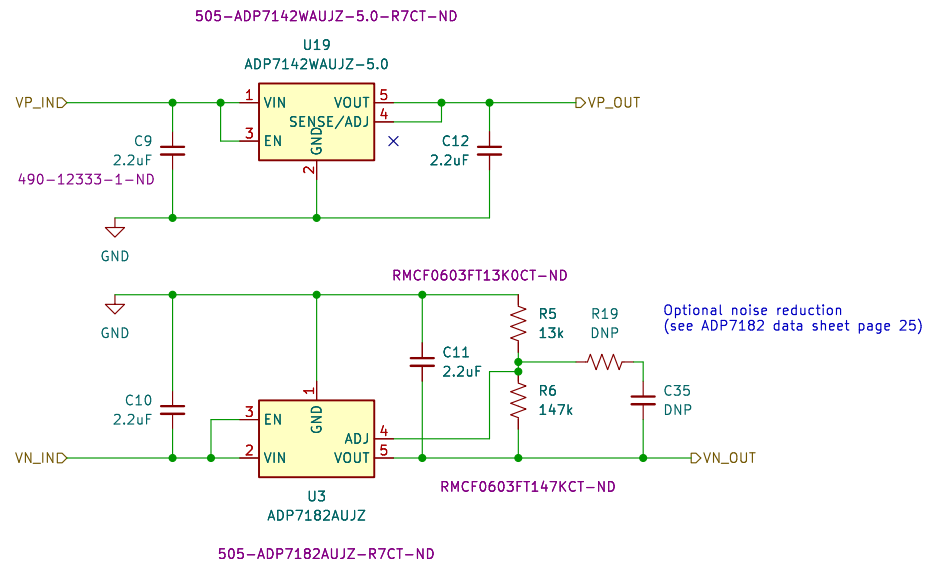 505-ADP7142WAUJZ-5.0-R7CT-ND
U19
ADP7142WAUJZ-5.0
VP_IN
1
VIN
VOUT
5
VP_OUT
SENSE/ADJ
4
3
EN
GND
2
C9
2.2uF
C12
2.2uF
490-12333-1-ND
GND
RMCF0603FT13K0CT-ND
GND
R5
13k
R19
DNP
Optional noise reduction
(see ADP7182 data sheet page 25)
C11
2.2uF
C10
2.2uF
1
GND
3
EN
ADJ
4
R6
147k
C35
DNP
VN_IN
2
VIN
VOUT
5
VN_OUT
RMCF0603FT147KCT-ND
U3
ADP7182AUJZ
505-ADP7182AUJZ-R7CT-ND